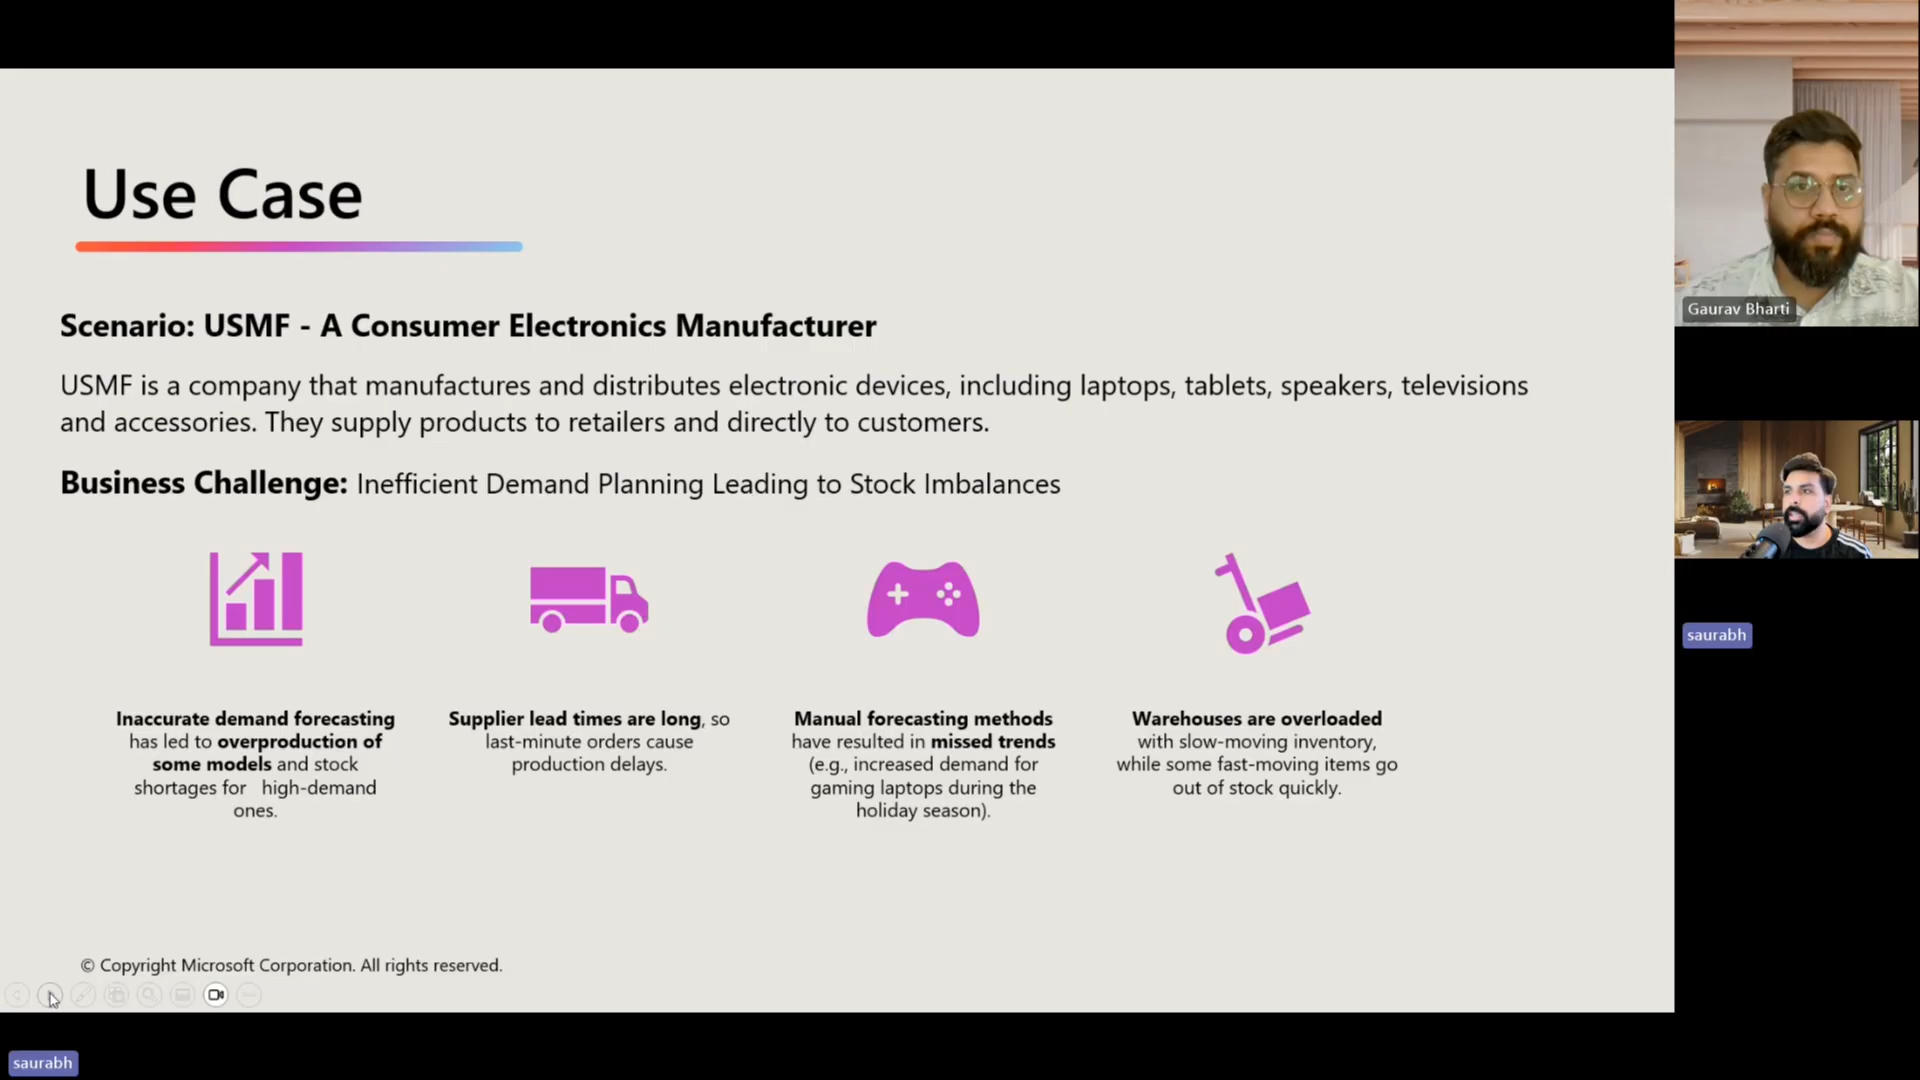 Use Case
Scenario: USMF - A Consumer Electronics Manufacturer
USMF is a company that manufactures and distributes electronic devices, including laptops, tablets, speakers, televisions
and accessories. They supply products to retailers and directly to customers.
Business Challenge: Inefficient Demand Planning Leading to Stock Imbalances
Inaccurate demand forecasting
has led to overproduction of
some models and stock
shortages for high-demand
ones.
Supplier lead times are long, so
last-minute orders cause
production delays.
Manual forecasting methods
have resulted in missed trends
(e.g., increased demand for
gaming laptops during the
holiday season).
Warehouses are overloaded
with slow-moving inventory,
while some fast-moving items go
out of stock quickly.
© Copyright Microsoft Corporation. All rights reserved.
saurabh
Gaurav Bharti
saurabh